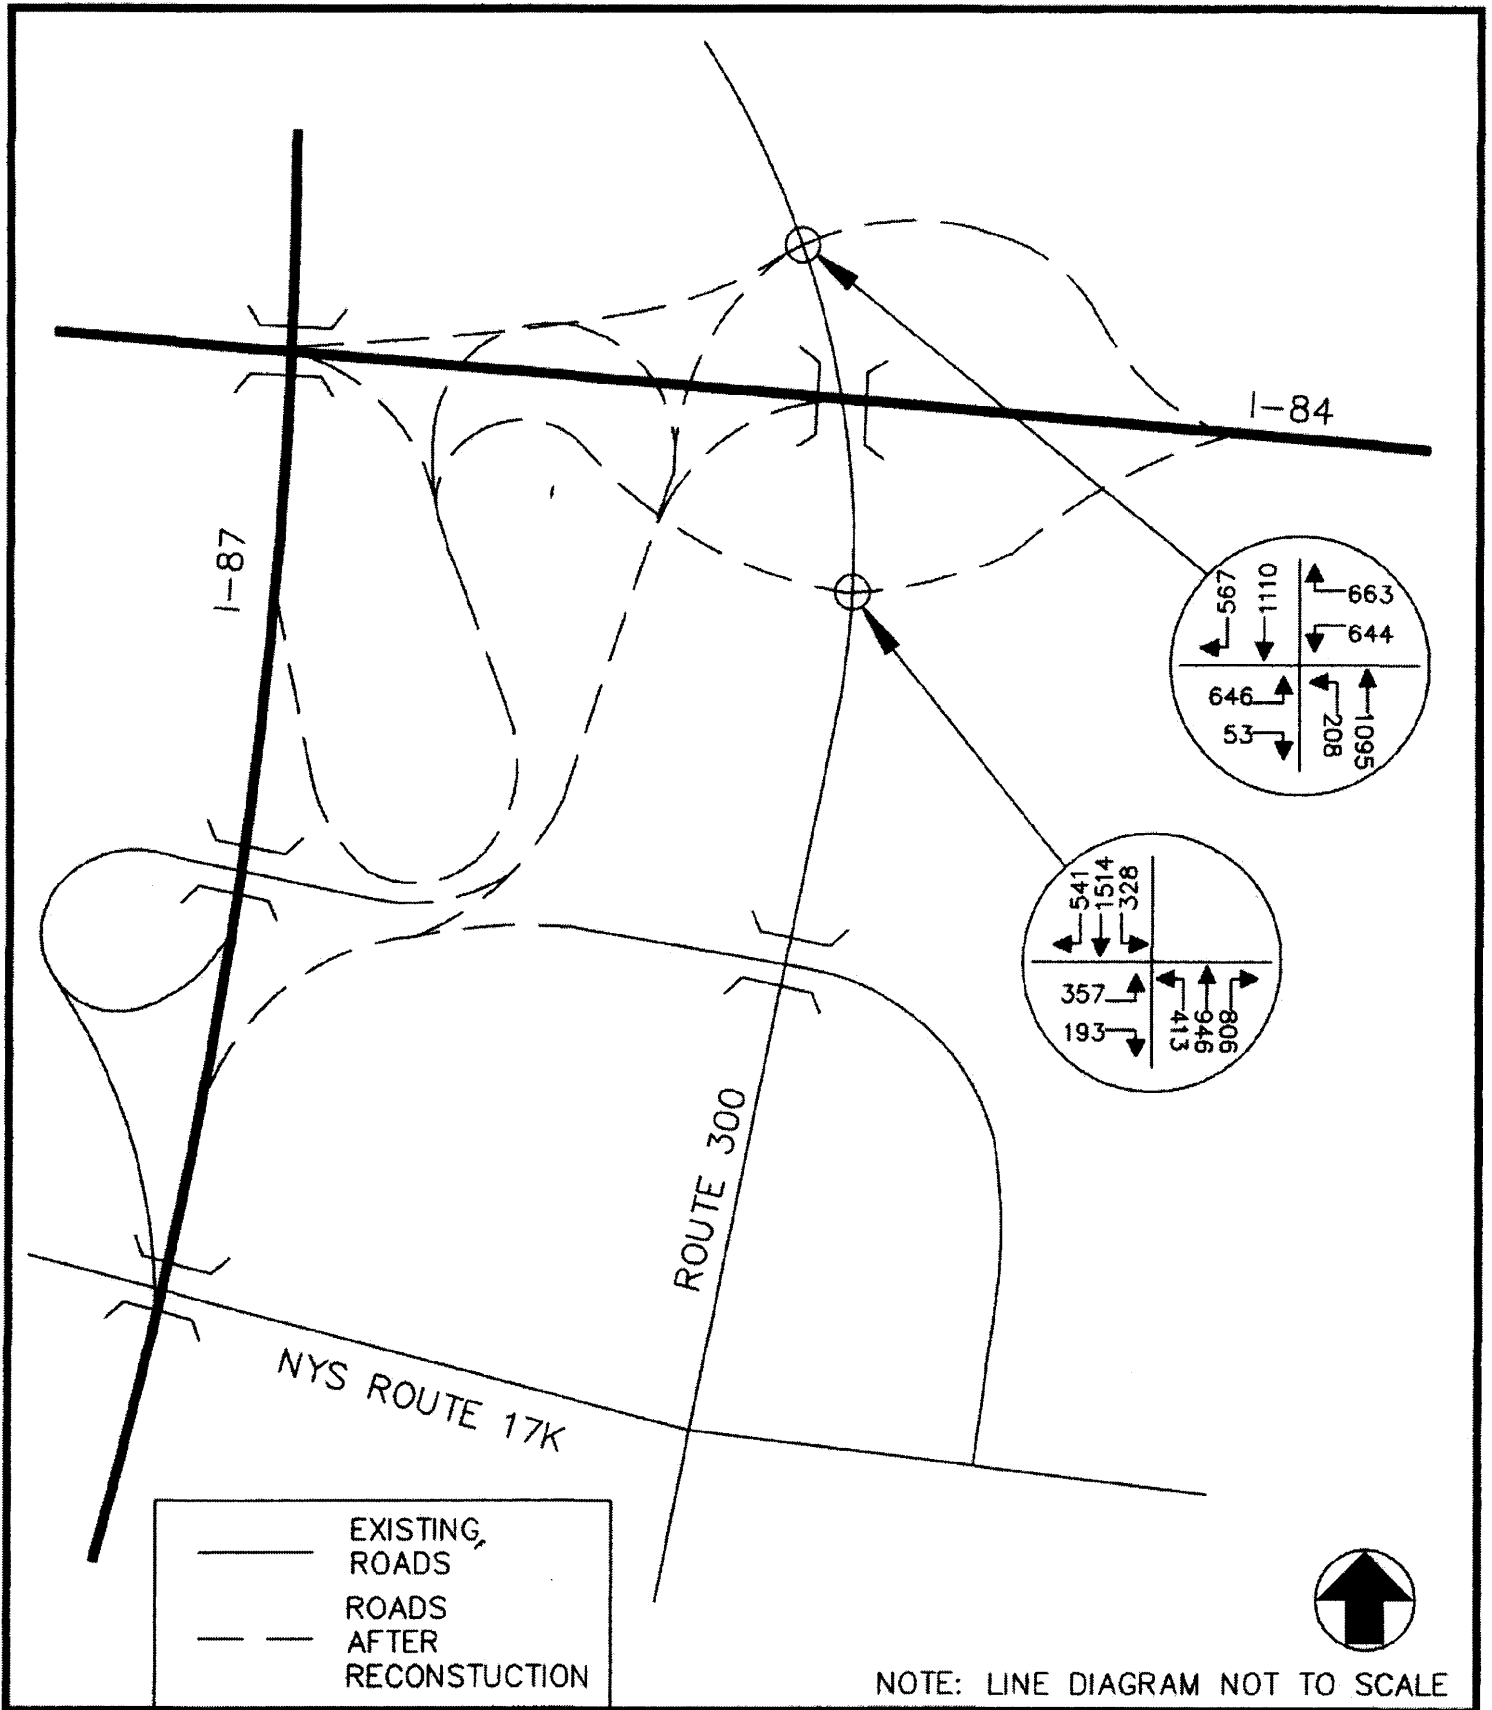 I-84
I-87
567
1110
663
644
646
53
208
1095
541
1514
328
357
193
413
946
806
ROUTE 300
NYS ROUTE 17K
EXISTING
ROADS
ROADS
AFTER
RECONSTUCTION
NOTE: LINE DIAGRAM NOT TO SCALE